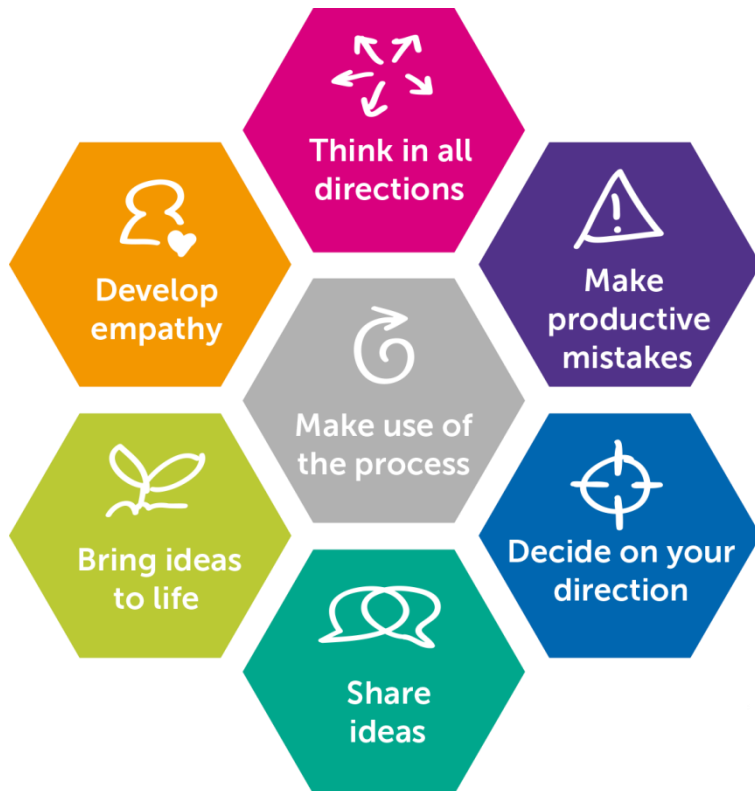 Think in all
directions
Develop
empathy
Make
productive
mistakes
Make use of
the process
Bring ideas
to life
Decide on your
direction
Share
ideas